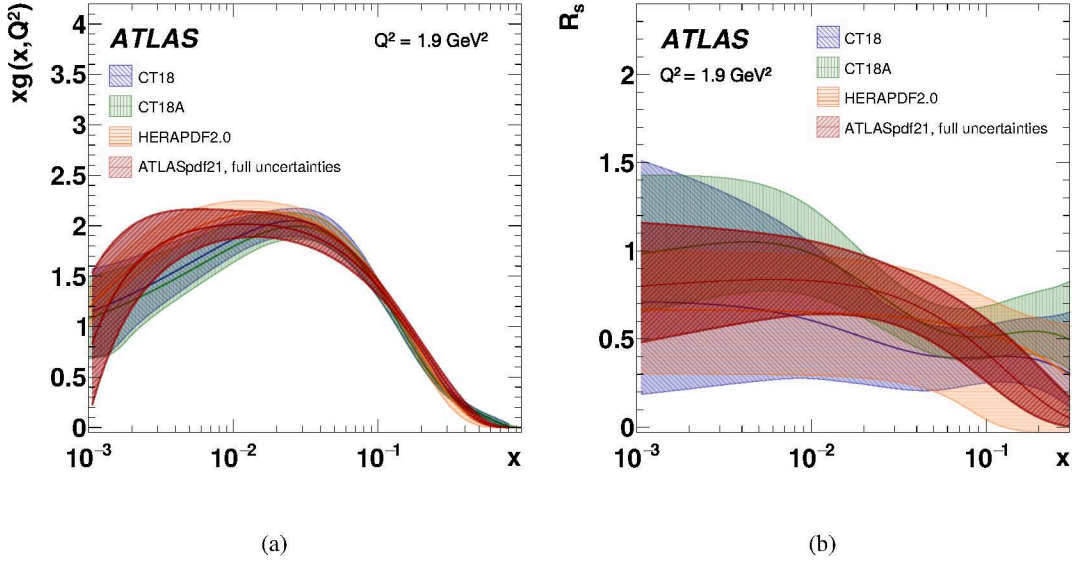 xg(x,Q²)
ATLAS
Q² = 1.9 GeV²
CT18
CT18A
HERAPDF2.0
ATLASpdf21, full uncertainties
4
3.5
3
2.5
2
1.5
1
0.5
0
10⁻³
10⁻²
10⁻¹
x
(a)
Rₛ
ATLAS
Q² = 1.9 GeV²
CT18
CT18A
HERAPDF2.0
ATLASpdf21, full uncertainties
2
1.5
1
0.5
0
10⁻³
10⁻²
10⁻¹
x
(b)